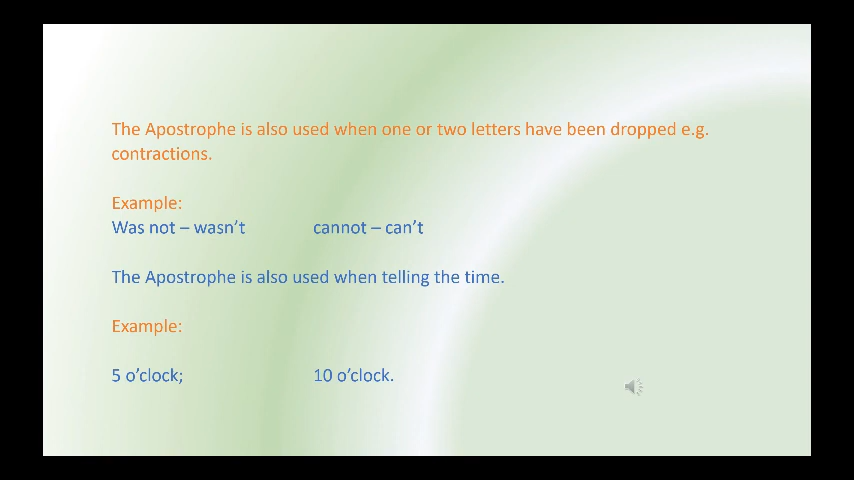 The Apostrophe is also used when one or two letters have been dropped e.g.
contractions.
Example:
Was not – wasn’t cannot – can’t
The Apostrophe is also used when telling the time.
Example:
5 o’clock; 10 o’clock.